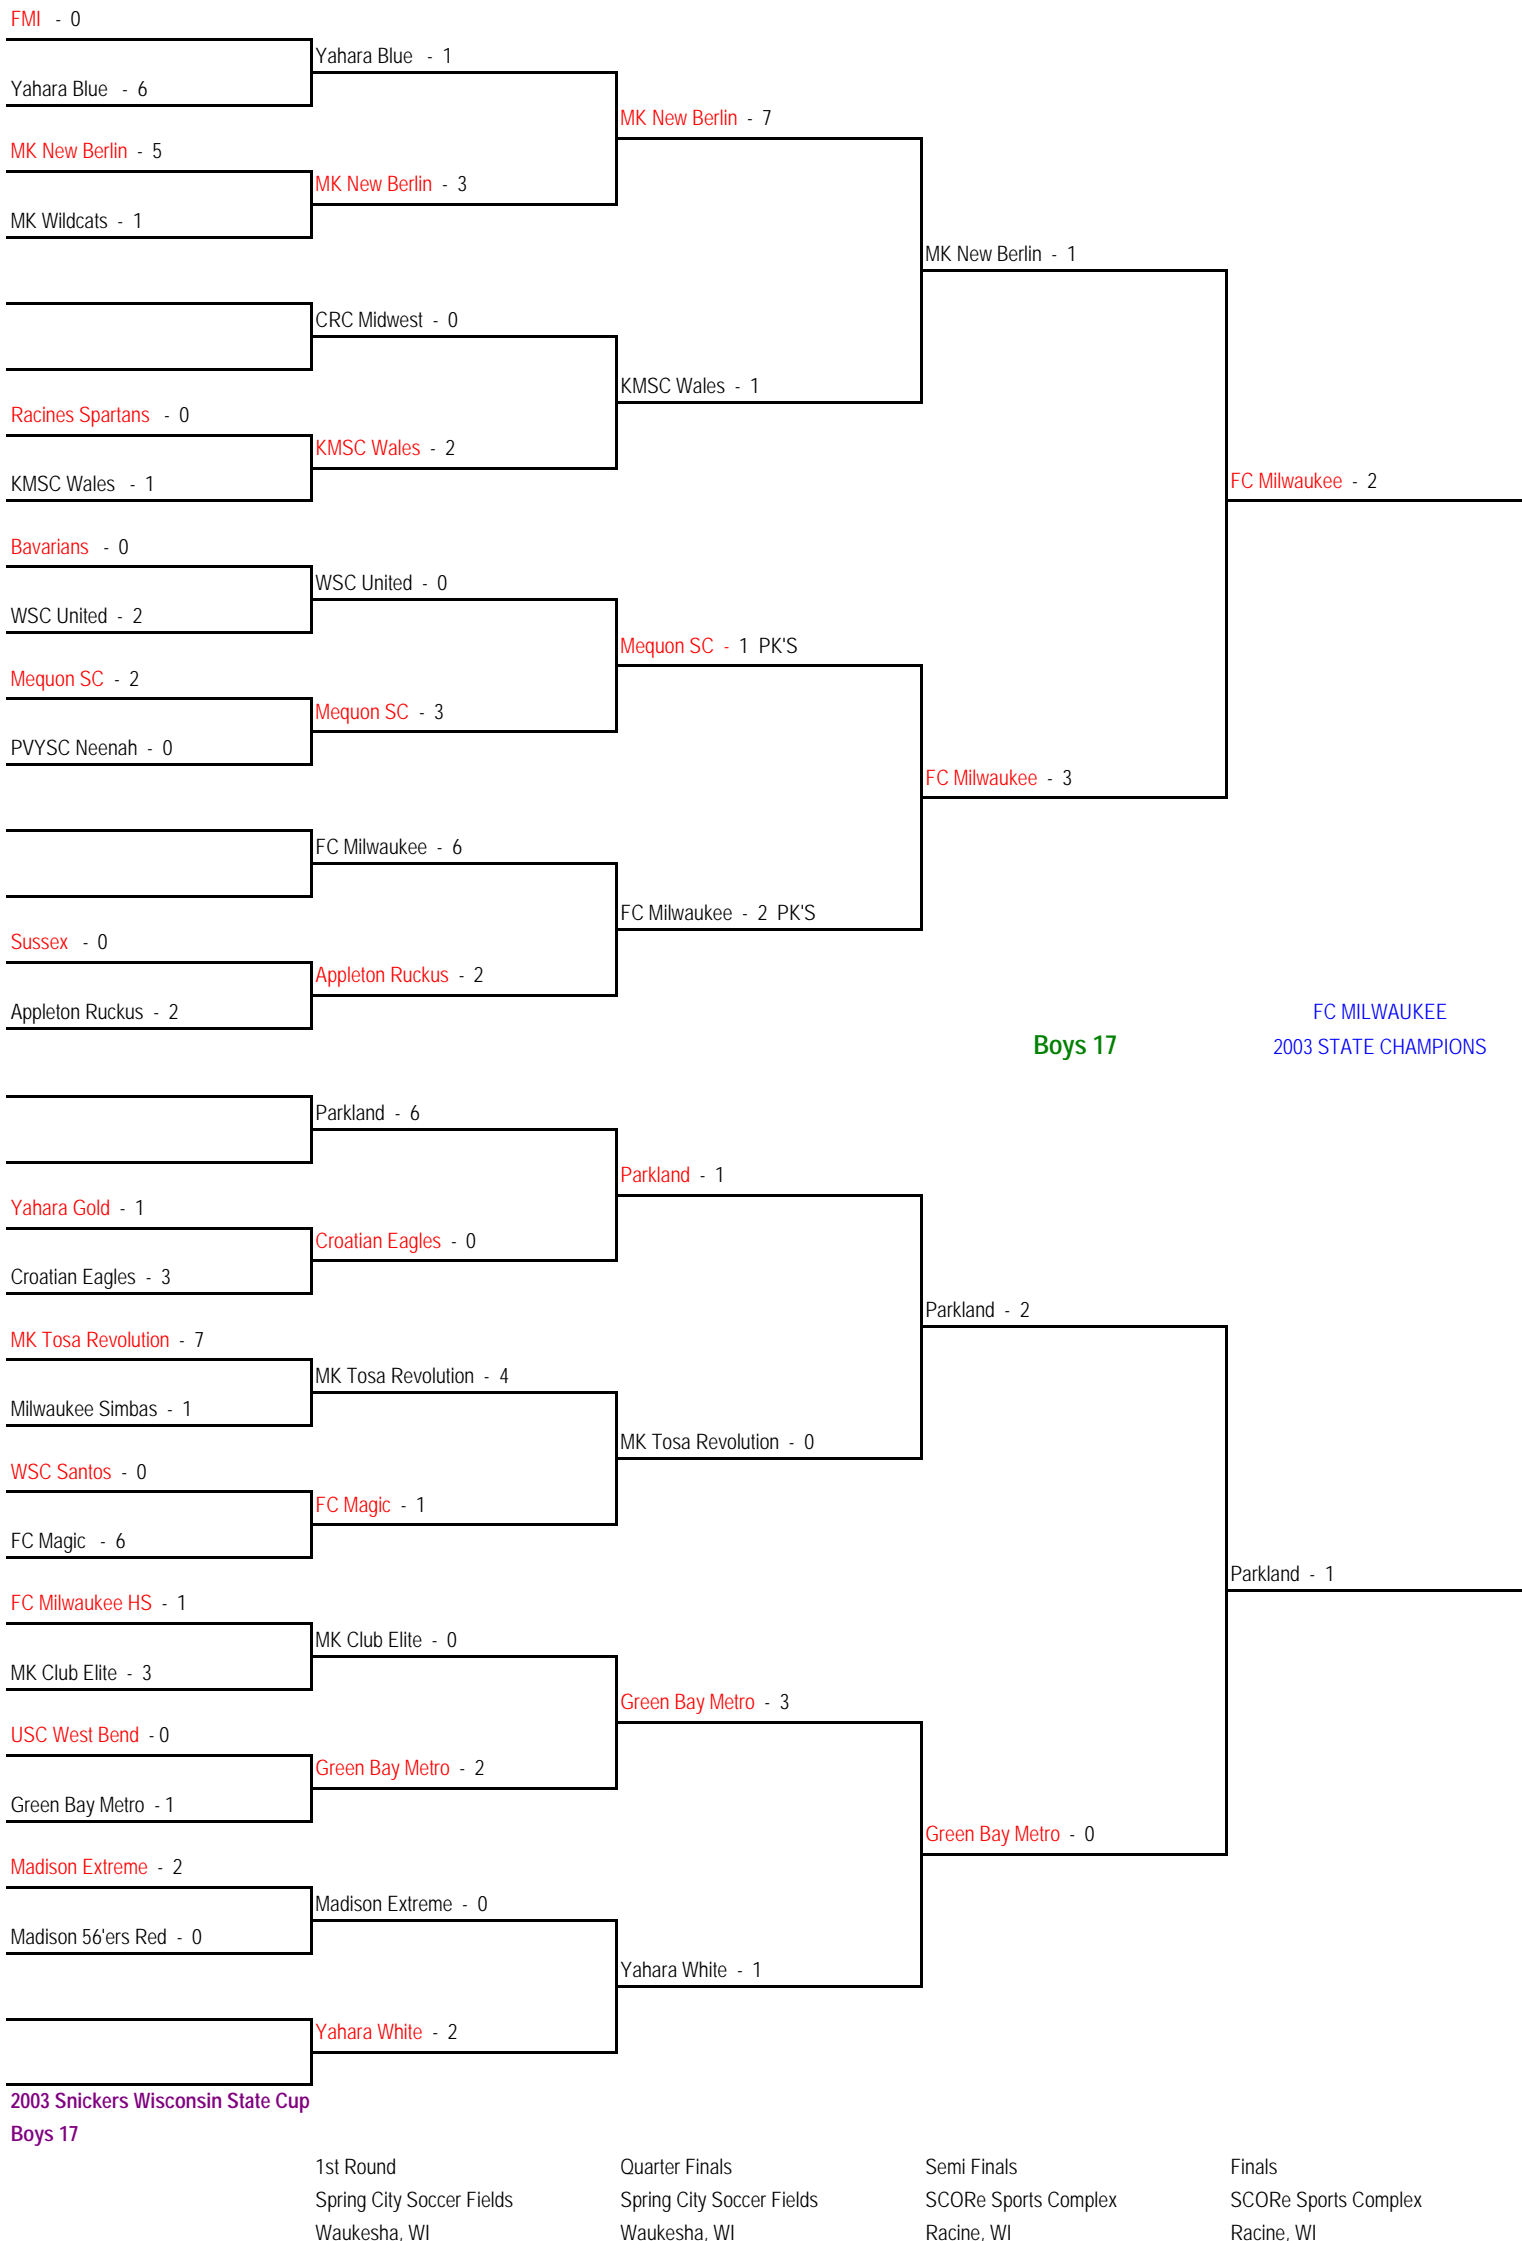 FMI - 0
Yahara Blue - 1
Yahara Blue - 6
MK New Berlin - 7
MK New Berlin - 5
MK New Berlin - 3
MK Wildcats - 1
MK New Berlin - 1
CRC Midwest - 0
KMSC Wales - 1
Racines Spartans - 0
KMSC Wales - 2
KMSC Wales - 1
FC Milwaukee - 2
Bavarians - 0
WSC United - 0
WSC United - 2
Mequon SC - 1 PK'S
Mequon SC - 2
Mequon SC - 3
PVYSC Neenah - 0
FC Milwaukee - 3
FC Milwaukee - 6
FC Milwaukee - 2 PK'S
Sussex - 0
Appleton Ruckus - 2
Appleton Ruckus - 2
FC MILWAUKEE
Boys 17
2003 STATE CHAMPIONS
Parkland - 6
Parkland - 1
Yahara Gold - 1
Croatian Eagles - 0
Croatian Eagles - 3
Parkland - 2
MK Tosa Revolution - 7
MK Tosa Revolution - 4
Milwaukee Simbas - 1
MK Tosa Revolution - 0
WSC Santos - 0
FC Magic - 1
FC Magic - 6
Parkland - 1
FC Milwaukee HS - 1
MK Club Elite - 0
MK Club Elite - 3
Green Bay Metro - 3
USC West Bend - 0
Green Bay Metro - 2
Green Bay Metro - 1
Green Bay Metro - 0
Madison Extreme - 2
Madison Extreme - 0
Madison 56'ers Red - 0
Yahara White - 1
Yahara White - 2
2003 Snickers Wisconsin State Cup
Boys 17
1st Round Quarter Finals Semi Finals Finals
Spring City Soccer Fields Spring City Soccer Fields SCORe Sports Complex SCORe Sports Complex
Waukesha, WI Waukesha, WI Racine, WI Racine, WI